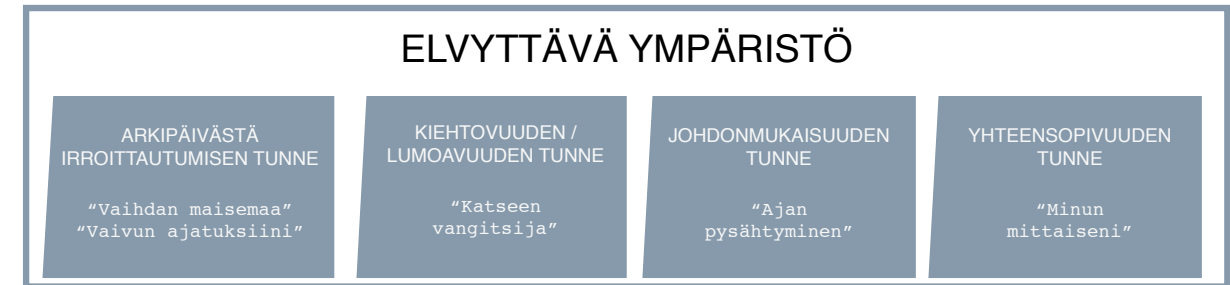 ELVYTTÄVÄ YMPÄRISTÖ
ARKIPÄIVÄSTÄ
IRROITTAUTUMISEN TUNNE
“Vaihdan maisemaa”
“Vaivun ajatuksiini”
KIEHTOVUUDEN /
LUMOAVUUDEN TUNNE
“Katseen
vangitsija”
JOHDONMUKAISUUDEN
TUNNE
“Ajan
pysähtyminen”
YHTEENSOPIVUUDEN
TUNNE
“Minun
mittaiseni”